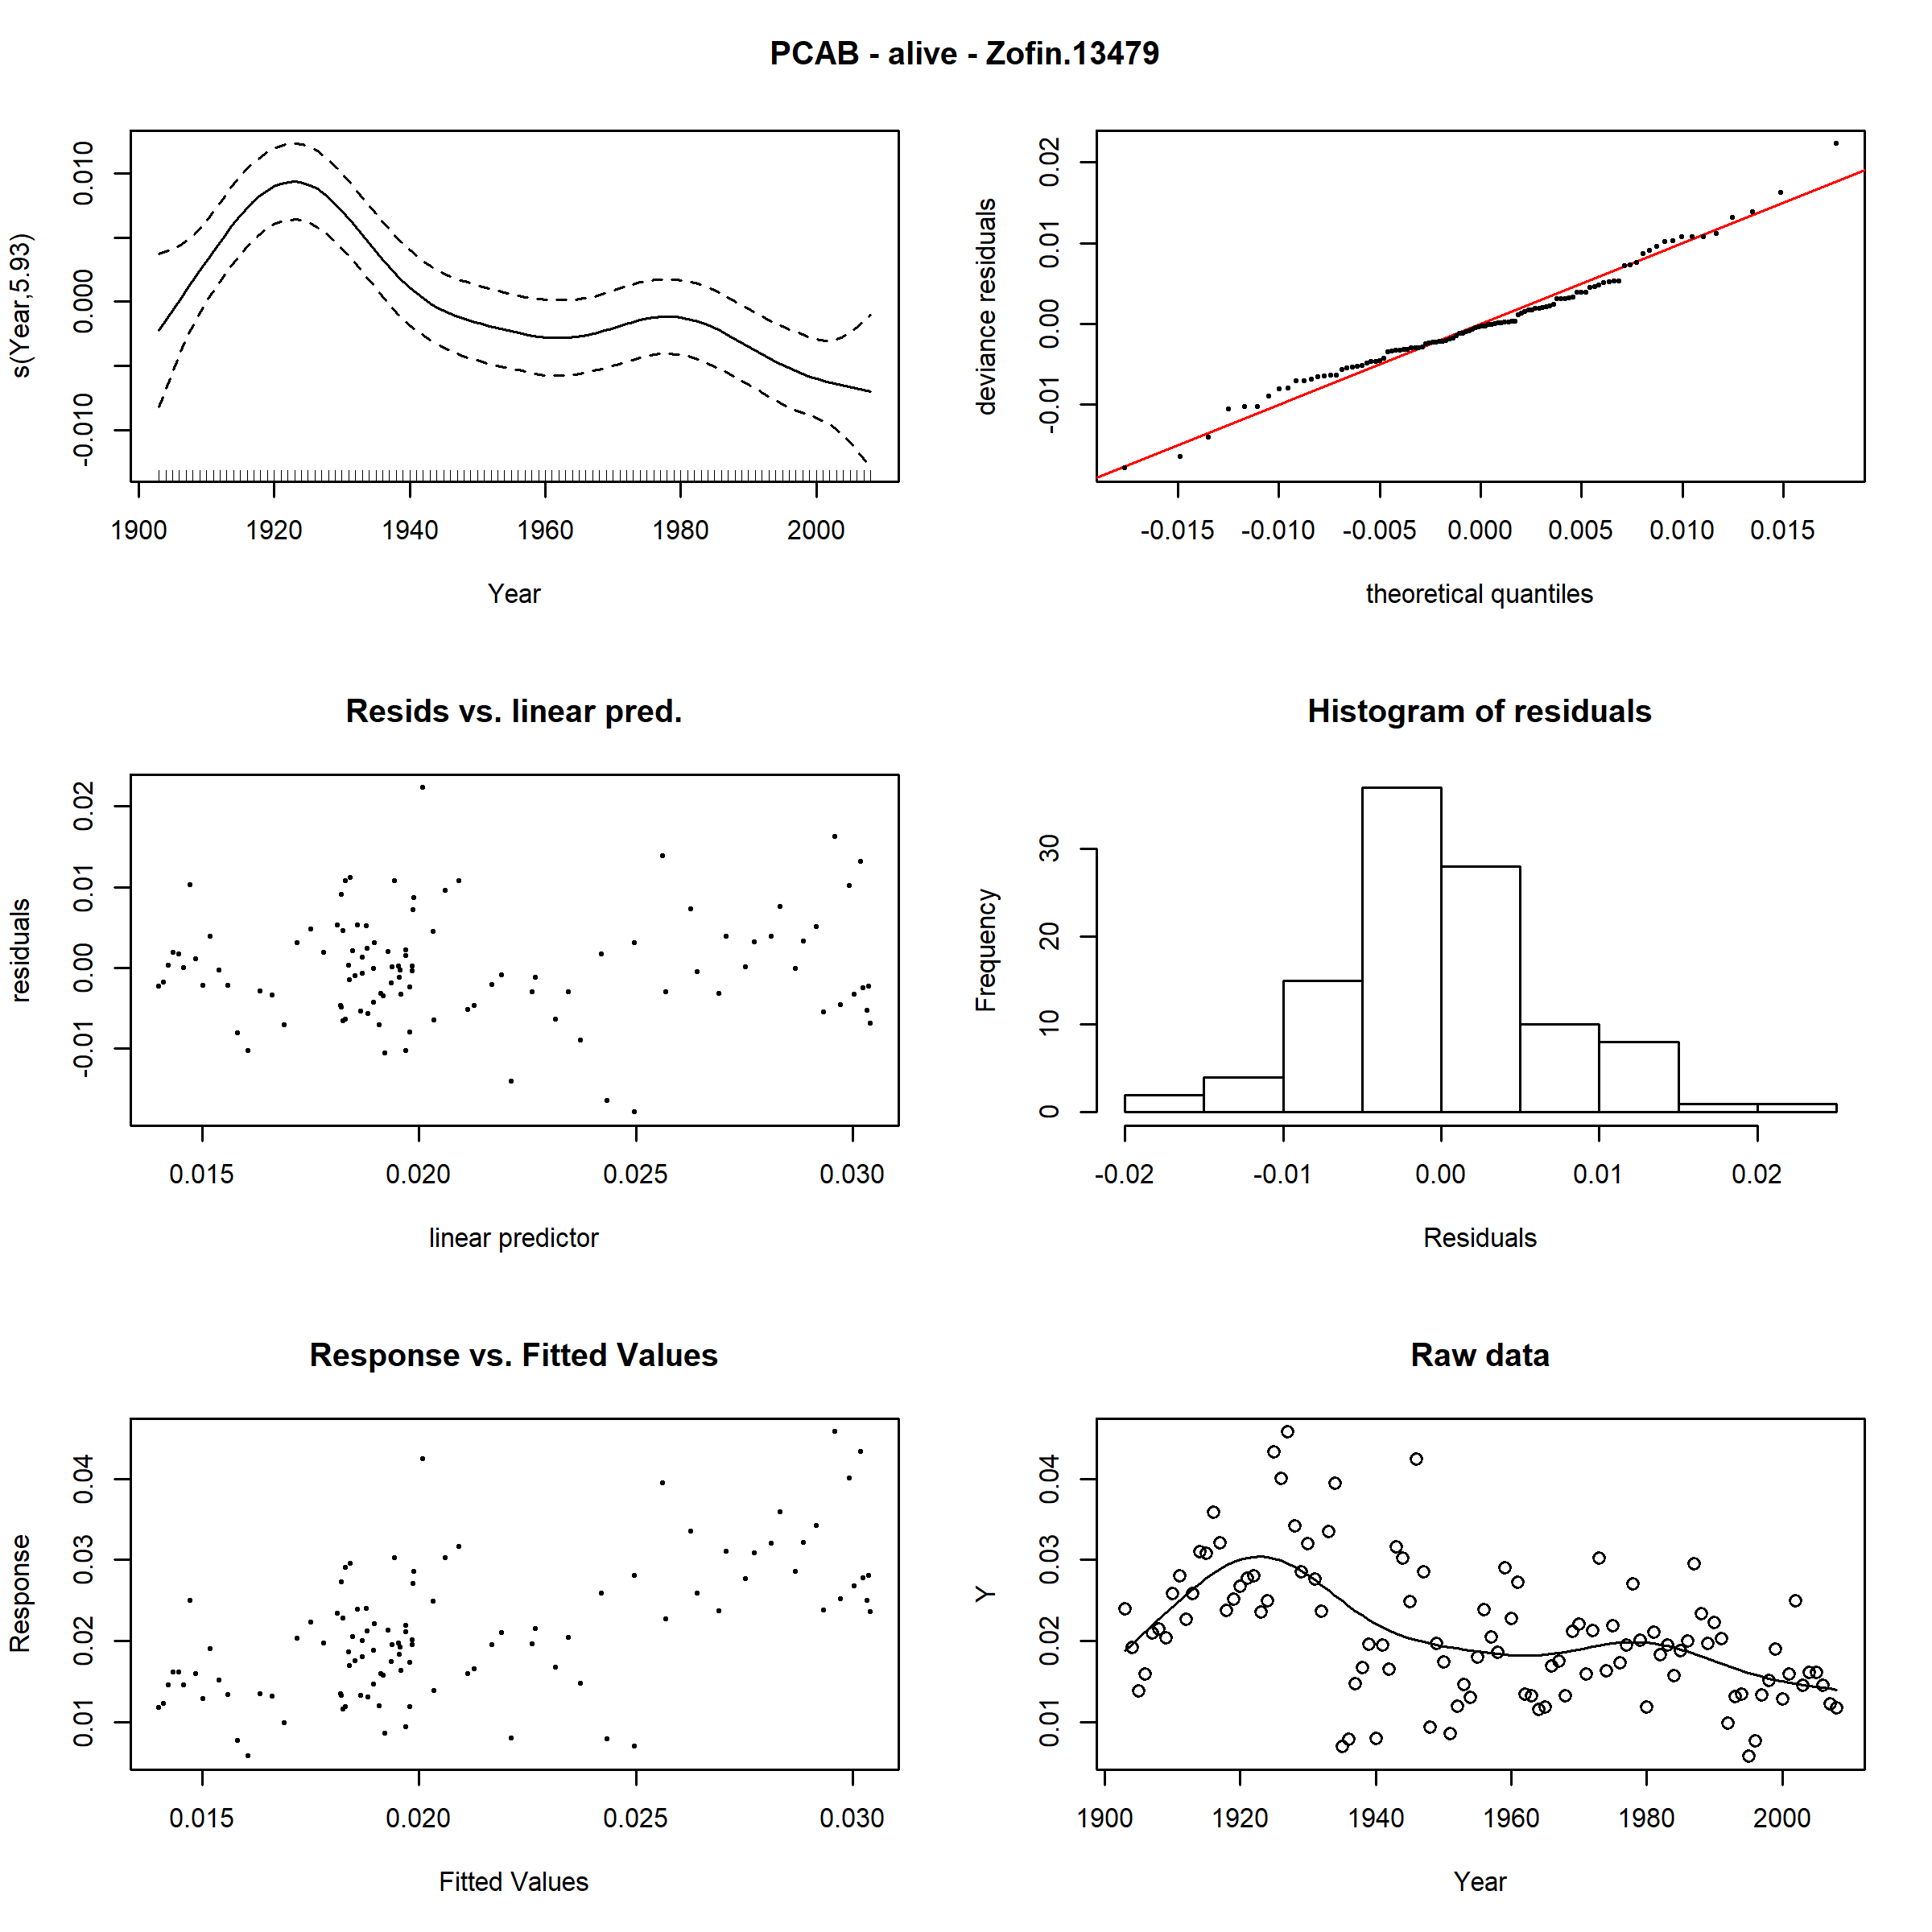 PCAB - alive - Zofin.13479
s(Year,5.93)
0.010
0.000
-0.010
1900 1920 1940 1960 1980 2000
Year
deviance residuals
0.02
0.01
0.00
-0.01
-0.015 -0.010 -0.005 0.000 0.005 0.010 0.015
theoretical quantiles
Resids vs. linear pred.
residuals
0.02
0.01
0.00
-0.01
0.015 0.020 0.025 0.030
linear predictor
Histogram of residuals
Frequency
30
20
10
0
-0.02 -0.01 0.00 0.01 0.02
Residuals
Response vs. Fitted Values
Response
0.04
0.03
0.02
0.01
0.015 0.020 0.025 0.030
Fitted Values
Raw data
Y
0.04
0.03
0.02
0.01
1900 1920 1940 1960 1980 2000
Year